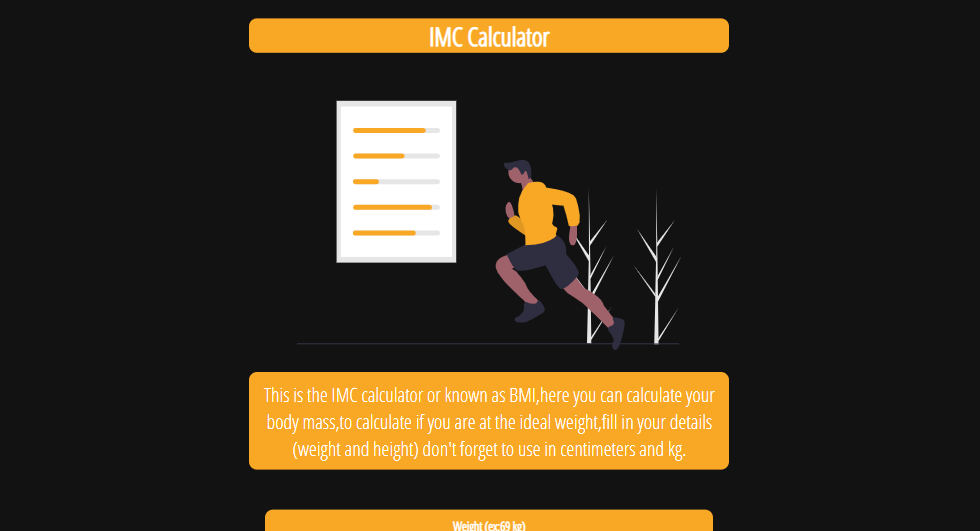 IMC Calculator
This is the IMC calculator or known as BMI,here you can calculate your
body mass,to calculate if you are at the ideal weight,fill in your details
(weight and height) don't forget to use in centimeters and kg.
Weight (ex:69 kg)